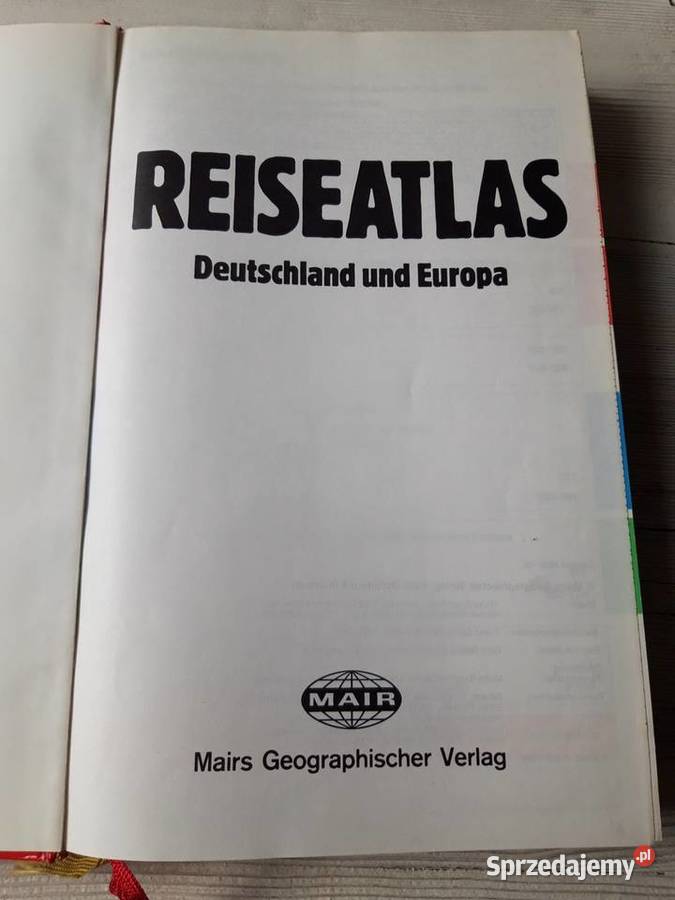 REISEATLAS
Deutschland und Europa
MAIR
Mairs Geographischer Verlag
Sprzedajemy.pl